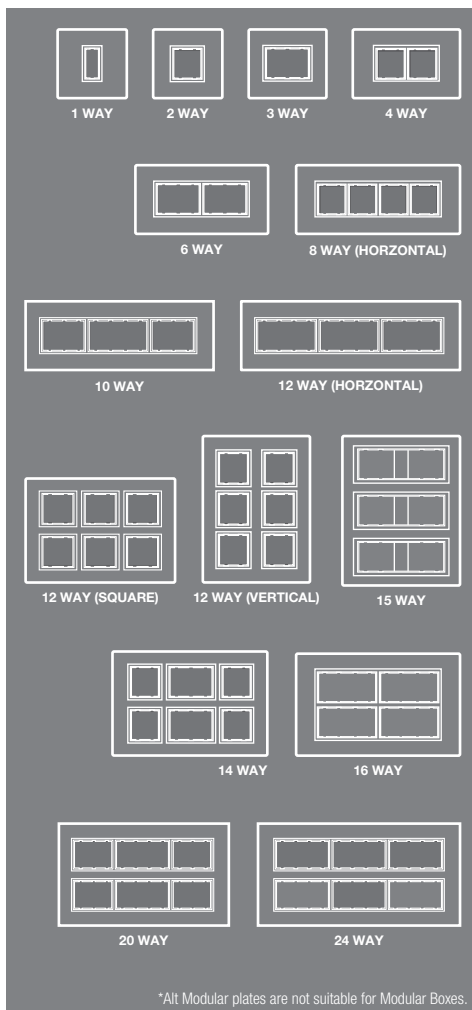 1 WAY
2 WAY
3 WAY
4 WAY
6 WAY
8 WAY (HORZONTAL)
10 WAY
12 WAY (HORZONTAL)
12 WAY (SQUARE)
12 WAY (VERTICAL)
15 WAY
14 WAY
16 WAY
20 WAY
24 WAY
*Alt Modular plates are not suitable for Modular Boxes.